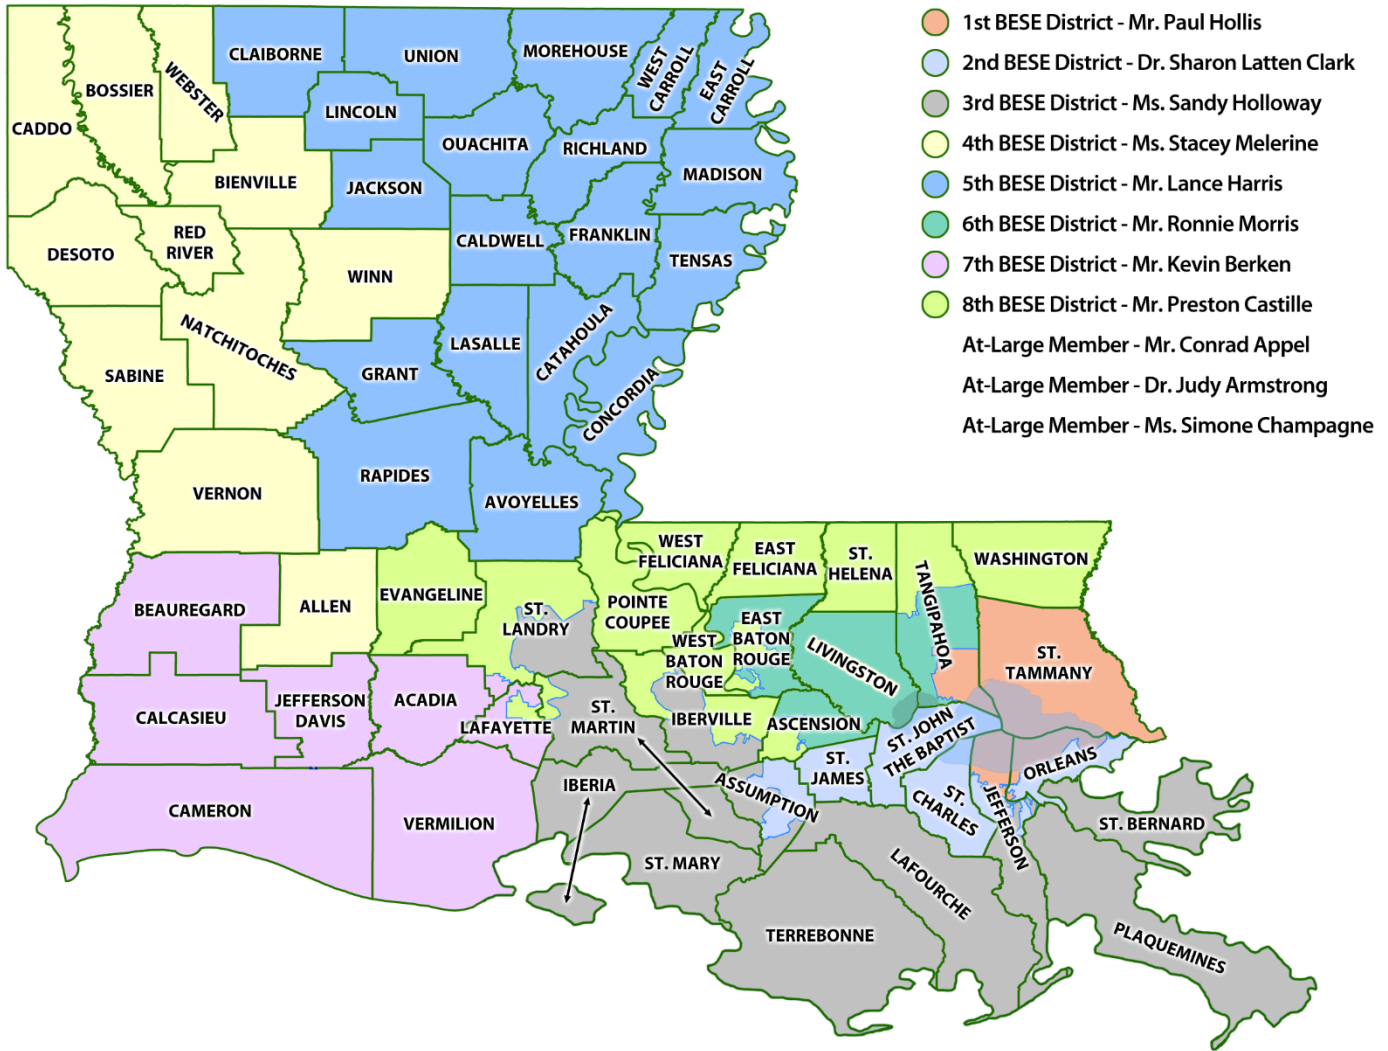 1st BESE District - Mr. Paul Hollis
2nd BESE District - Dr. Sharon Latten Clark
3rd BESE District - Ms. Sandy Holloway
4th BESE District - Ms. Stacey Melerine
5th BESE District - Mr. Lance Harris
6th BESE District - Mr. Ronnie Morris
7th BESE District - Mr. Kevin Berken
8th BESE District - Mr. Preston Castille
At-Large Member - Mr. Conrad Appel
At-Large Member - Dr. Judy Armstrong
At-Large Member - Ms. Simone Champagne
CADDO
BOSSIER
WEBSTER
CLAIBORNE
UNION
MOREHOUSE
WEST
CARROLL
EAST
CARROLL
LINCOLN
OUACHITA
RICHLAND
MADISON
BIENVILLE
JACKSON
DESOTO
RED
RIVER
WINN
CALDWELL
FRANKLIN
TENSAS
NATCHITOCHES
SABINE
GRANT
LASALLE
CATAHOULA
CONCORDIA
VERNON
RAPIDES
AVOYELLES
BEAUREGARD
ALLEN
EVANGELINE
ST.
LANDRY
POINTE
COUPEE
WEST
FELICIANA
EAST
FELICIANA
ST.
HELENA
TANGIPAHOA
WASHINGTON
WEST
BATON
ROUGE
EAST
BATON
ROUGE
LIVINGSTON
ST.
TAMMANY
CALCASIEU
JEFFERSON
DAVIS
ACADIA
LAFAYETTE
ST.
MARTIN
IBERVILLE
ASCENSION
ST. JOHN
THE BAPTIST
ST.
JAMES
ORLEANS
CAMERON
VERMILION
IBERIA
ASSUMPTION
ST.
CHARLES
JEFFERSON
ST. BERNARD
ST. MARY
LAFOURCHE
TERREBONNE
PLAQUEMINES